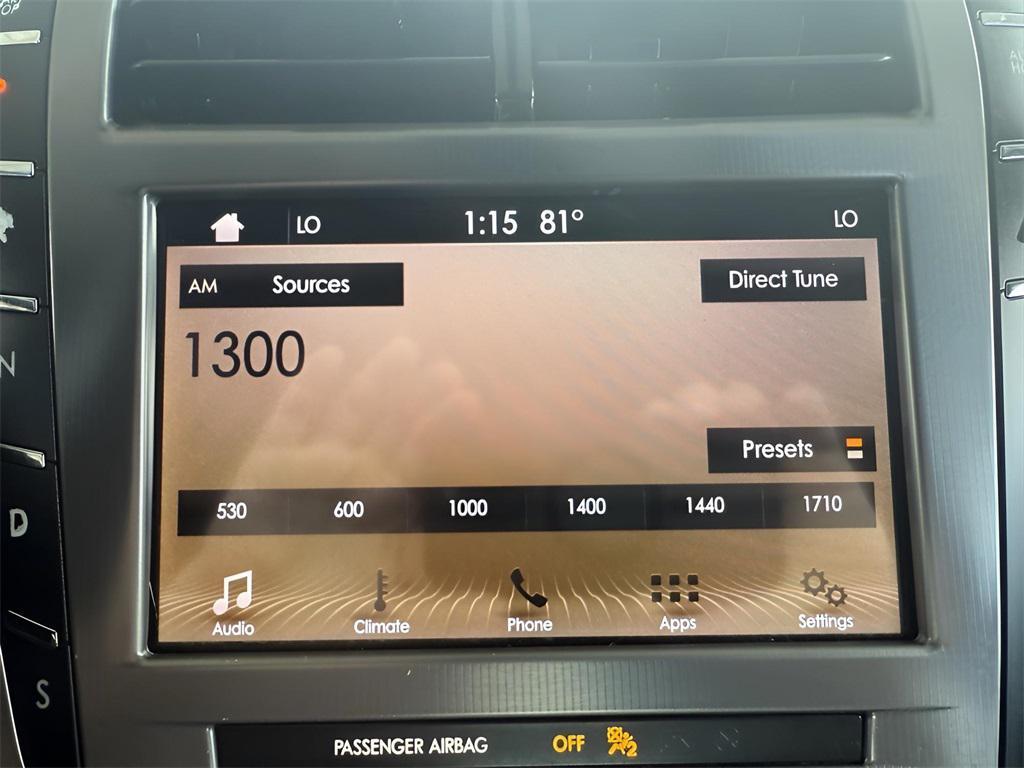 LO 1:15 81° LO
AM Sources Direct Tune
1300
Presets
530 600 1000 1400 1440 1710
Audio Climate Phone Apps Settings
N
D
S
PASSENGER AIRBAG OFF 2